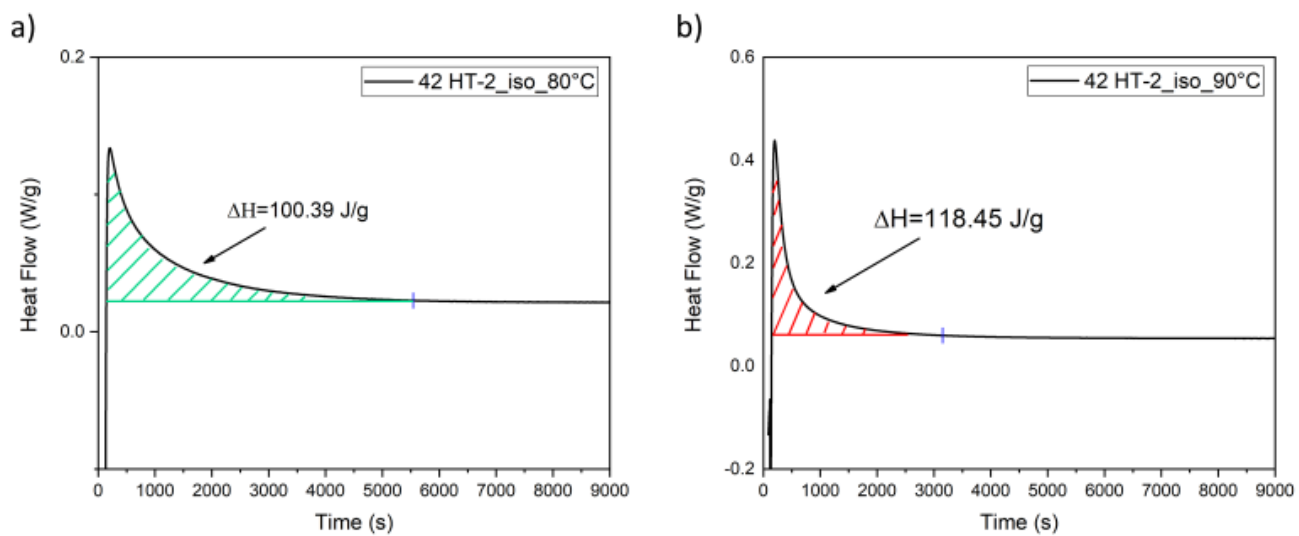 a)
42 HT-2_iso_80°C
0.2
0.0
Heat Flow (W/g)
ΔH=100.39 J/g
0 1000 2000 3000 4000 5000 6000 7000 8000 9000
Time (s)
b)
42 HT-2_iso_90°C
0.6
0.4
0.2
0.0
-0.2
Heat Flow (W/g)
ΔH=118.45 J/g
0 1000 2000 3000 4000 5000 6000 7000 8000 9000
Time (s)